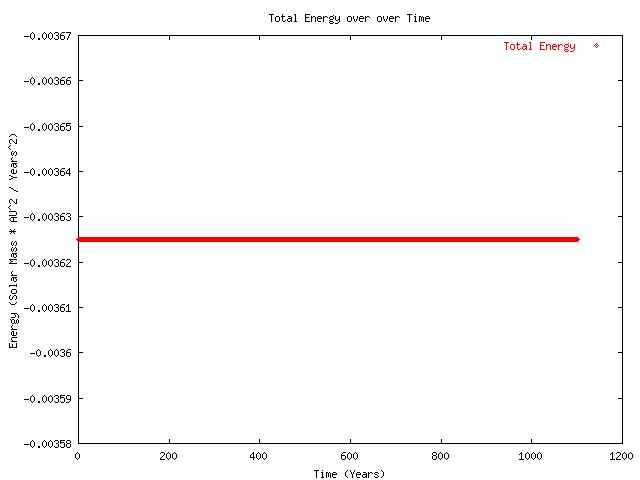 Total Energy over over Time
Total Energy
-0.00367
-0.00366
-0.00365
-0.00364
-0.00363
-0.00362
-0.00361
-0.0036
-0.00359
-0.00358
Energy (Solar Mass * AU^2 / Years^2)
0 200 400 600 800 1000 1200
Time (Years)